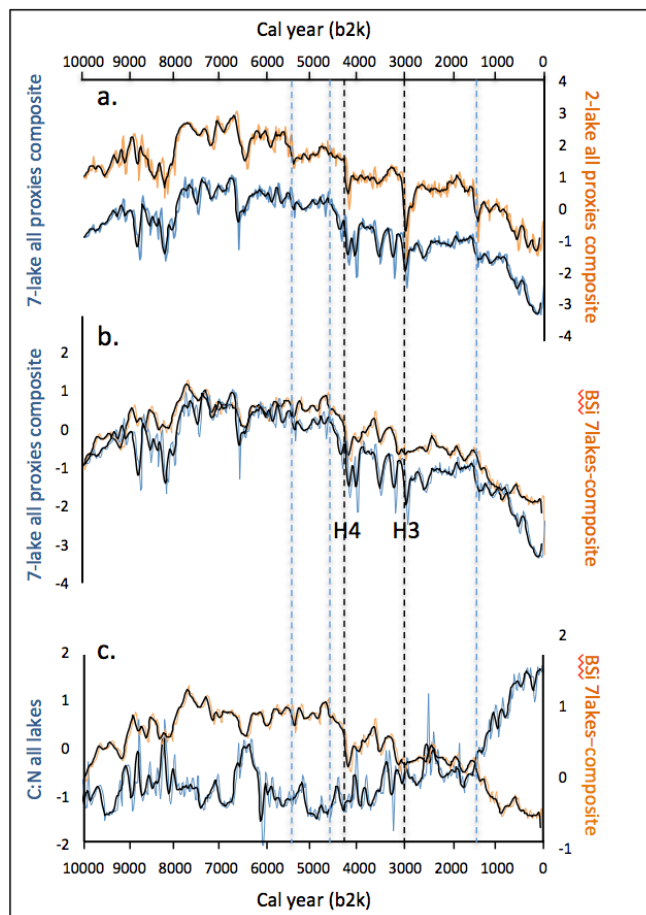 Cal year (b2k)
10000 9000 8000 7000 6000 5000 4000 3000 2000 1000 0
a.
7-lake all proxies composite
4
3
2
1
0
-1
-2
-3
-4
2-lake all proxies composite
b.
7-lake all proxies composite
2
1
0
-1
-2
-3
-4
BSi 7lakes-composite
H4 H3
c.
C:N all lakes
2
1
0
-1
-2
2
1
0
-1
BSi 7lakes–composite
10000 9000 8000 7000 6000 5000 4000 3000 2000 1000 0
Cal year (b2k)